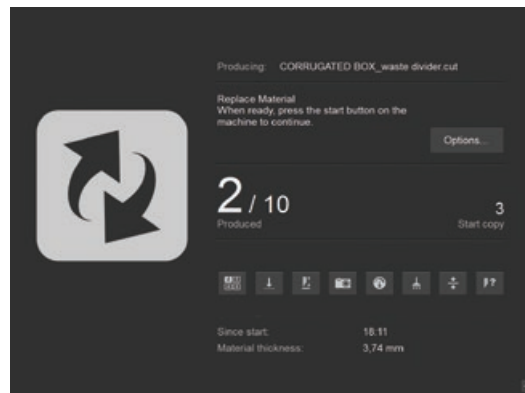 Producing: CORRUGATED BOX_waste divider.cut
Replace Material
When ready, press the start button on the
machine to continue.
Options...
2 / 10
3
Produced
Start copy
Since start: 18:11
Material thickness: 3,74 mm